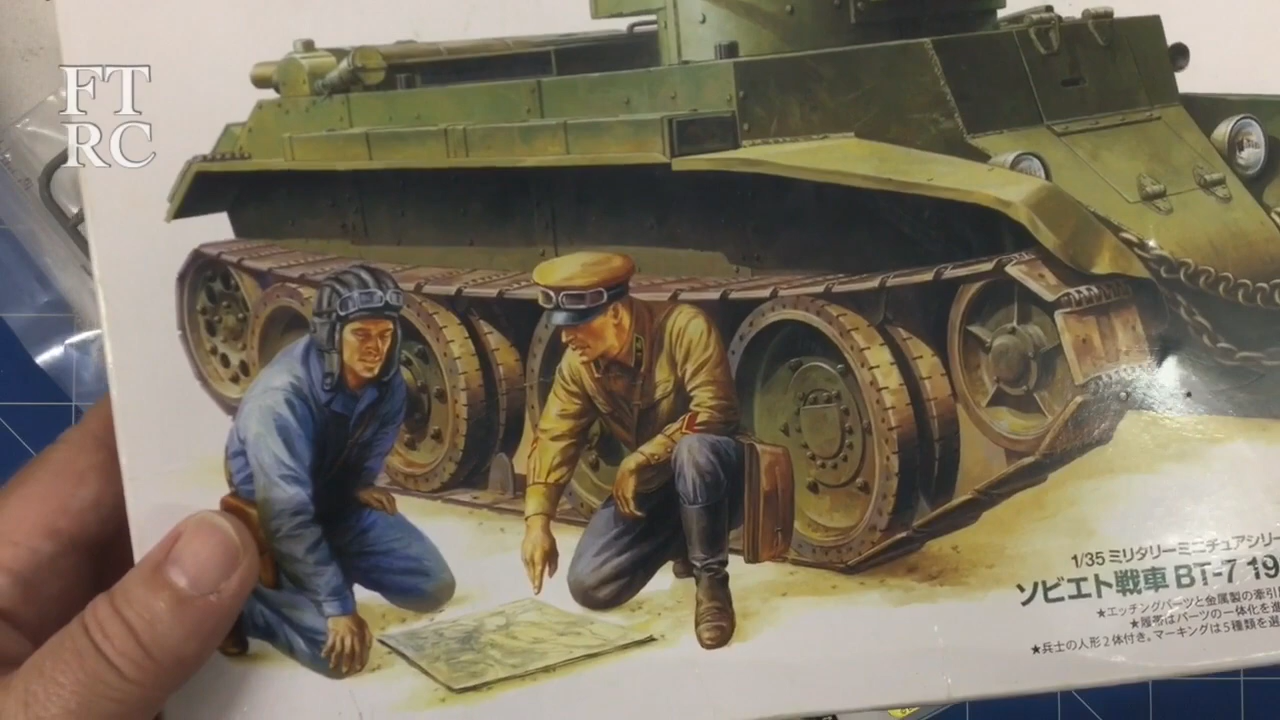 FT
RC
1/35 ミリタリーミニチュアシリー
ソビエト戦車 BT-7 19
★エッチングパーツと金属製の牽引
★履帯はパーツの一体化を進
★兵士の人形2体付き。マーキングは5種類を選